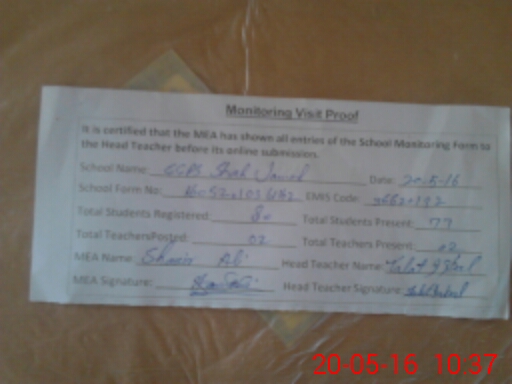 Monitoring Visit Proof
It is certified that the MEA has shown all entries of the School Monitoring Form to
the Head Teacher before its online submission.
School Name: GGPS Shah Date: 20-5-16
School Form No: EMIS Code:
Total Students Registered: 80 Total Students Present: 77
Total TeachersPosted: 02 Total Teachers Present: 02
MEA Name: Ali Head Teacher Name:
MEA Signature: Head Teacher Signature:
20-05-16 10:37